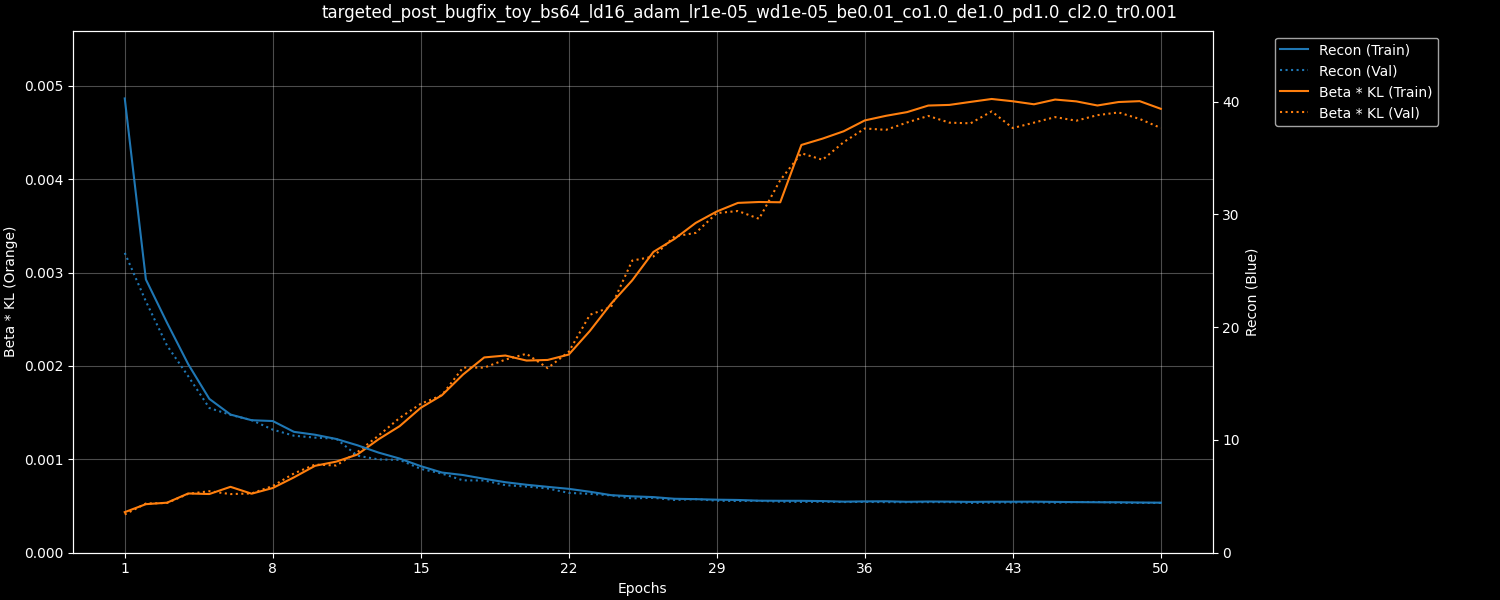 targeted_post_bugfix_toy_bs64_ld16_adam_lr1e-05_wd1e-05_be0.01_co1.0_de1.0_pd1.0_cl2.0_tr0.001
Recon (Train)
Recon (Val)
Beta * KL (Train)
Beta * KL (Val)
Beta * KL (Orange)
0.005
0.004
0.003
0.002
0.001
0.000
40
30
20
10
0
Recon (Blue)
1 8 15 22 29 36 43 50
Epochs